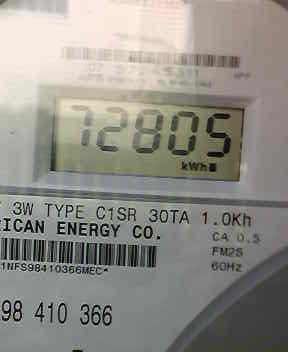 72805
kWh
3W TYPE C1SR 30TA 1.0Kh
RICAN ENERGY CO.
CA 0.5
FM2S
1NFS98410366MEC*
60Hz
98 410 366